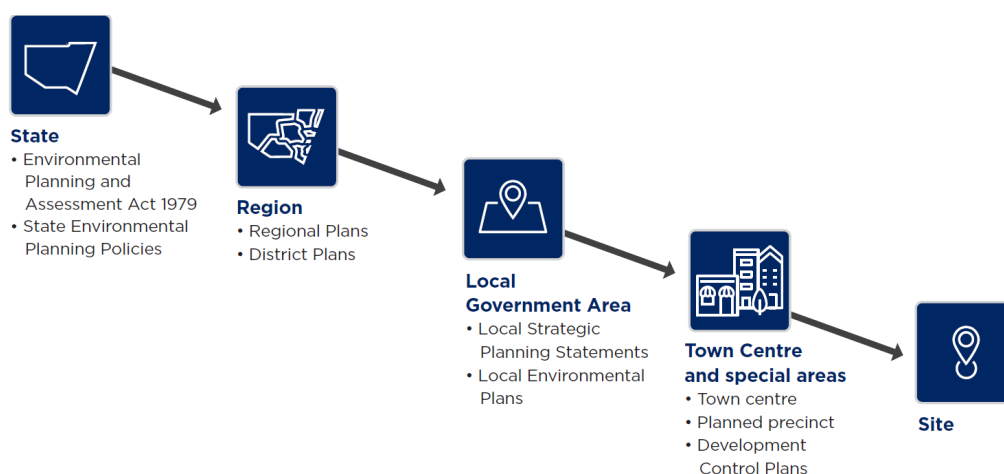 State
• Environmental
Planning and
Assessment Act 1979
• State Environmental
Planning Policies
Region
• Regional Plans
• District Plans
Local
Government Area
• Local Strategic
Planning Statements
• Local Environmental
Plans
Town Centre
and special areas
• Town centre
• Planned precinct
• Development
Control Plans
Site